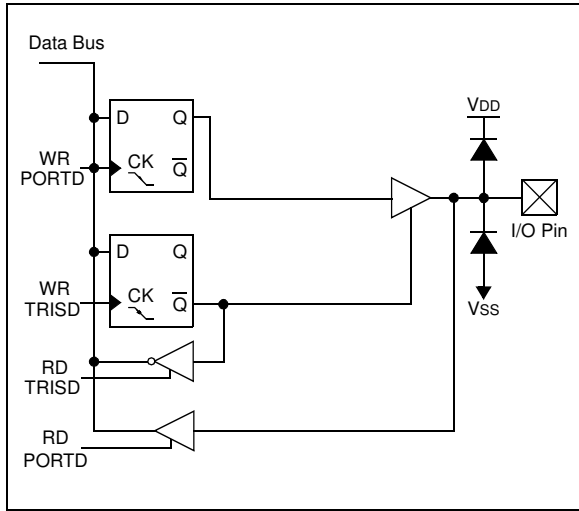 Data Bus
D Q
VDD
WR
PORTD
CK Q
I/O Pin
D Q
VSS
WR
TRISD
CK Q
RD
TRISD
RD
PORTD